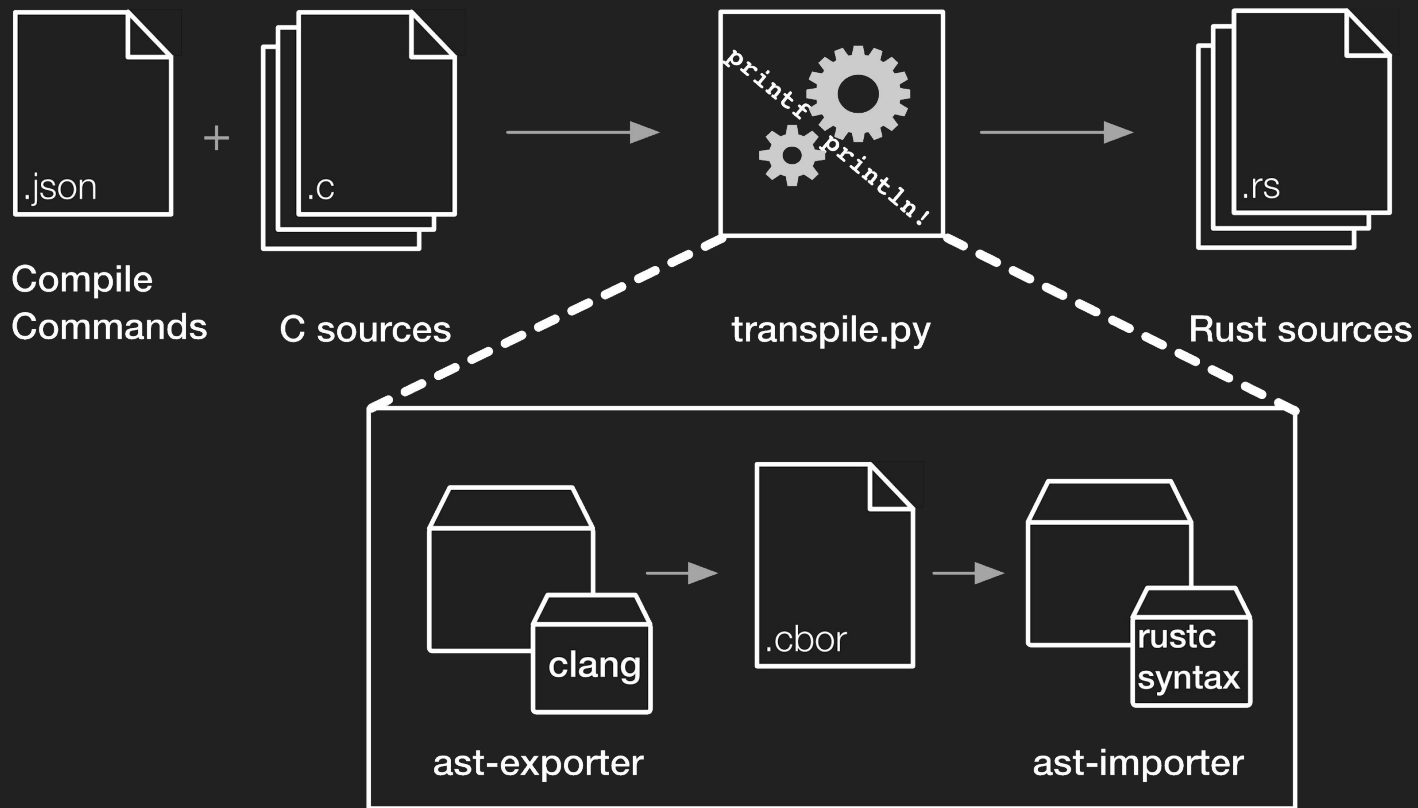 .json
+
.c
printf
println!
.rs
Compile
Commands
C sources
transpile.py
Rust sources
clang
.cbor
rustc
syntax
ast-exporter
ast-importer